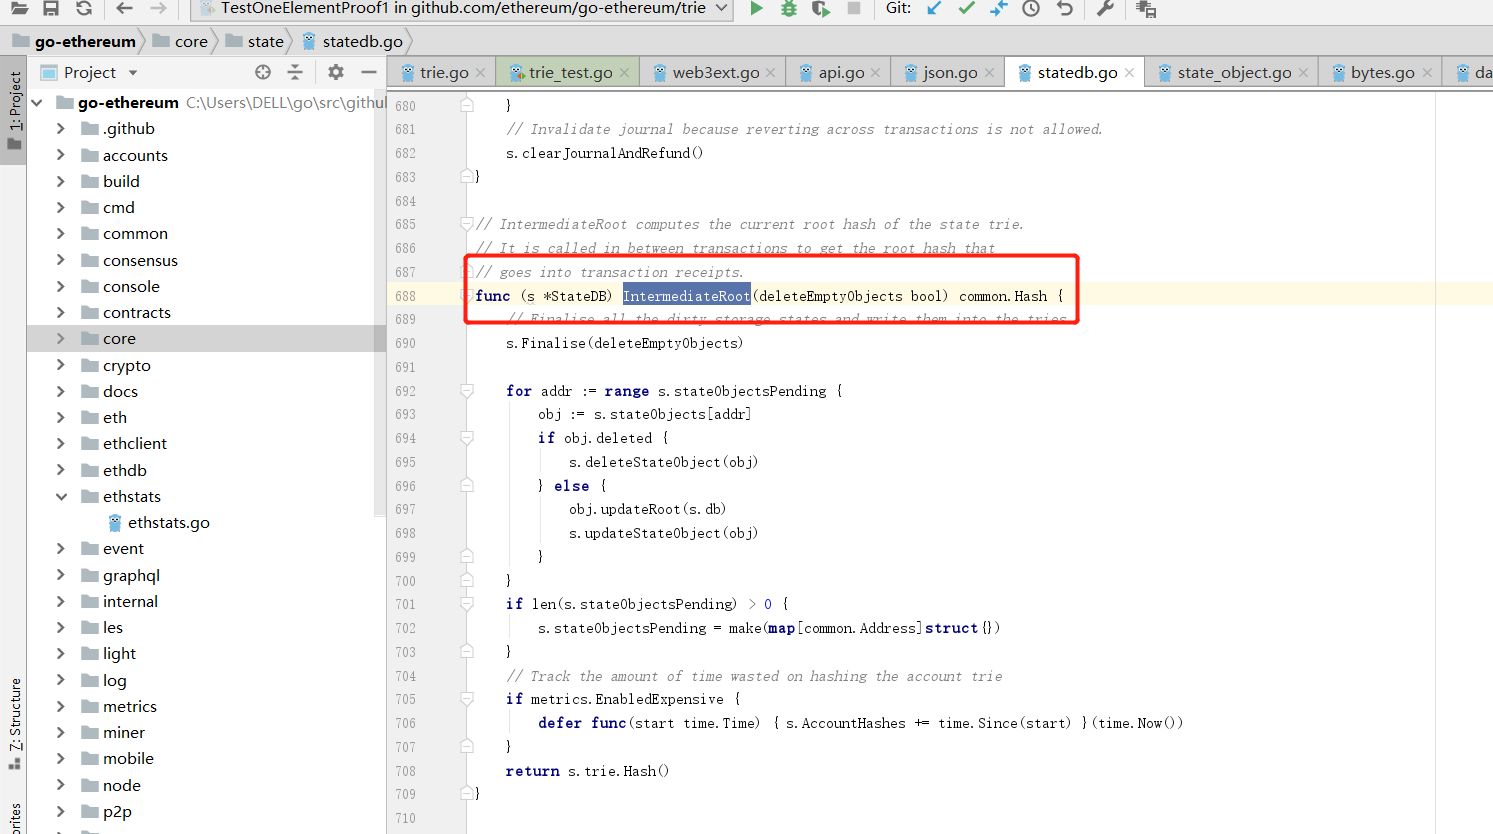 TestOneElementProof1 in github.com/ethereum/go-ethereum/trie
Git:
go-ethereum core state statedb.go
Project
trie.go trie_test.go web3ext.go api.go json.go statedb.go state_object.go bytes.go da
1: Project
7: Structure
orites
go-ethereum C:\Users\DELL\go\src\githu
.github
accounts
build
cmd
common
consensus
console
contracts
core
crypto
docs
eth
ethclient
ethdb
ethstats
ethstats.go
event
graphql
internal
les
light
log
metrics
miner
mobile
node
p2p
680 }
681 // Invalidate journal because reverting across transactions is not allowed.
682 s.clearJournalAndRefund()
683 }
684
685 // IntermediateRoot computes the current root hash of the state trie.
686 // It is called in between transactions to get the root hash that
687 // goes into transaction receipts.
688 func (s *StateDB) IntermediateRoot(deleteEmptyObjects bool) common.Hash {
689 // Finalise all the dirty storage states and write them into the tries
690 s.Finalise(deleteEmptyObjects)
691
692 for addr := range s.stateObjectsPending {
693 obj := s.stateObjects[addr]
694 if obj.deleted {
695 s.deleteStateObject(obj)
696 } else {
697 obj.updateRoot(s.db)
698 s.updateStateObject(obj)
699 }
700 }
701 if len(s.stateObjectsPending) > 0 {
702 s.stateObjectsPending = make(map[common.Address]struct{})
703 }
704 // Track the amount of time wasted on hashing the account trie
705 if metrics.EnabledExpensive {
706 defer func(start time.Time) { s.AccountHashes += time.Since(start) }(time.Now())
707 }
708 return s.trie.Hash()
709 }
710